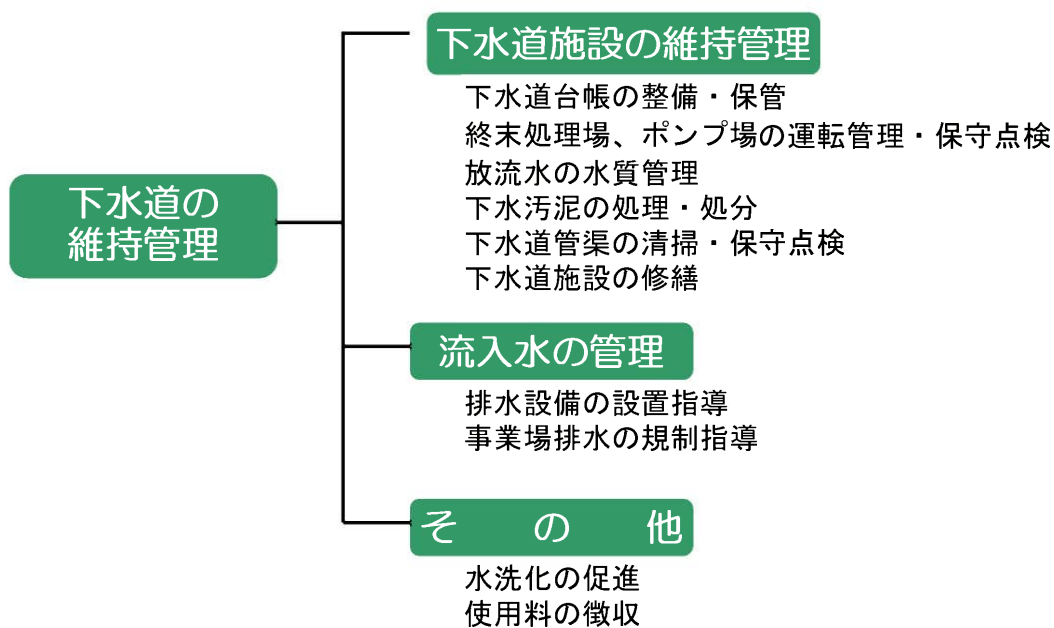 下水道の
維持管理
下水道施設の維持管理
下水道台帳の整備・保管
終末処理場、ポンプ場の運転管理・保守点検
放流水の水質管理
下水汚泥の処理・処分
下水道管渠の清掃・保守点検
下水道施設の修繕
流入水の管理
排水設備の設置指導
事業場排水の規制指導
その他
水洗化の促進
使用料の徴収